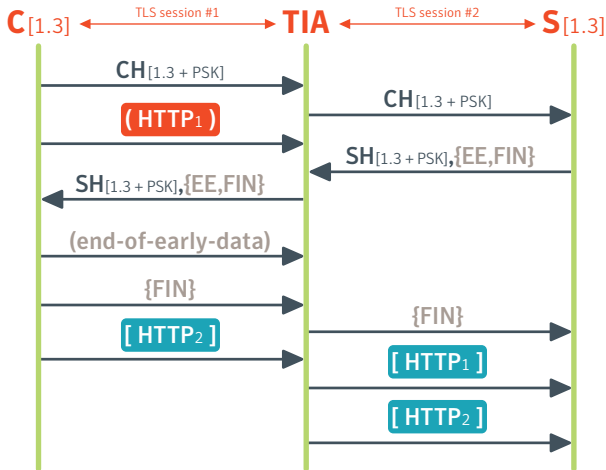 C[1.3] TLS session #1 TIA TLS session #2 S[1.3]
CH[1.3 + PSK]
CH[1.3 + PSK]
( HTTP1 )
SH[1.3 + PSK],{EE,FIN}
SH[1.3 + PSK],{EE,FIN}
(end-of-early-data)
{FIN}
{FIN}
[ HTTP2 ]
[ HTTP1 ]
[ HTTP2 ]